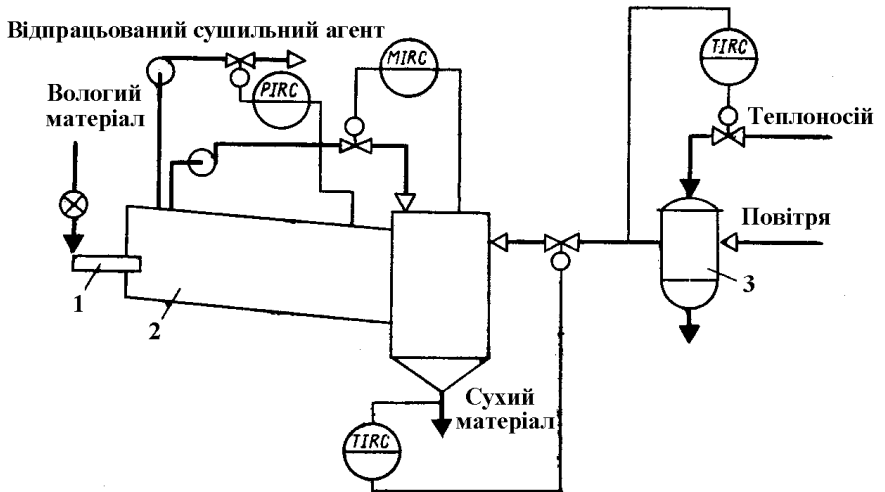 Відпрацьований сушильний агент
MIRC
TIRC
PIRC
Вологий
матеріал
Теплоносій
Повітря
1
2
3
Сухий
матеріал
TIRC